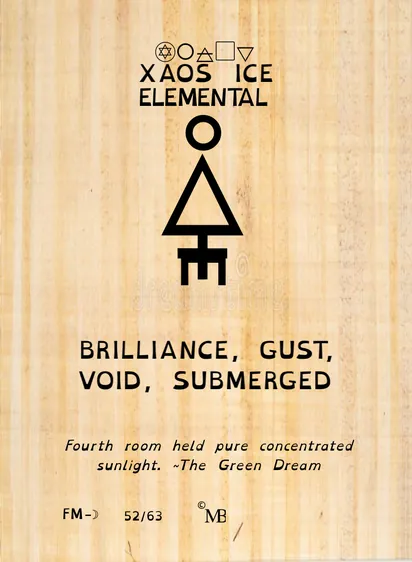 XAOS ICE
ELEMENTAL
BRILLIANCE, GUST,
VOID, SUBMERGED
Fourth room held pure concentrated
sunlight. ~The Green Dream
FM-☽ 52/63 © MB